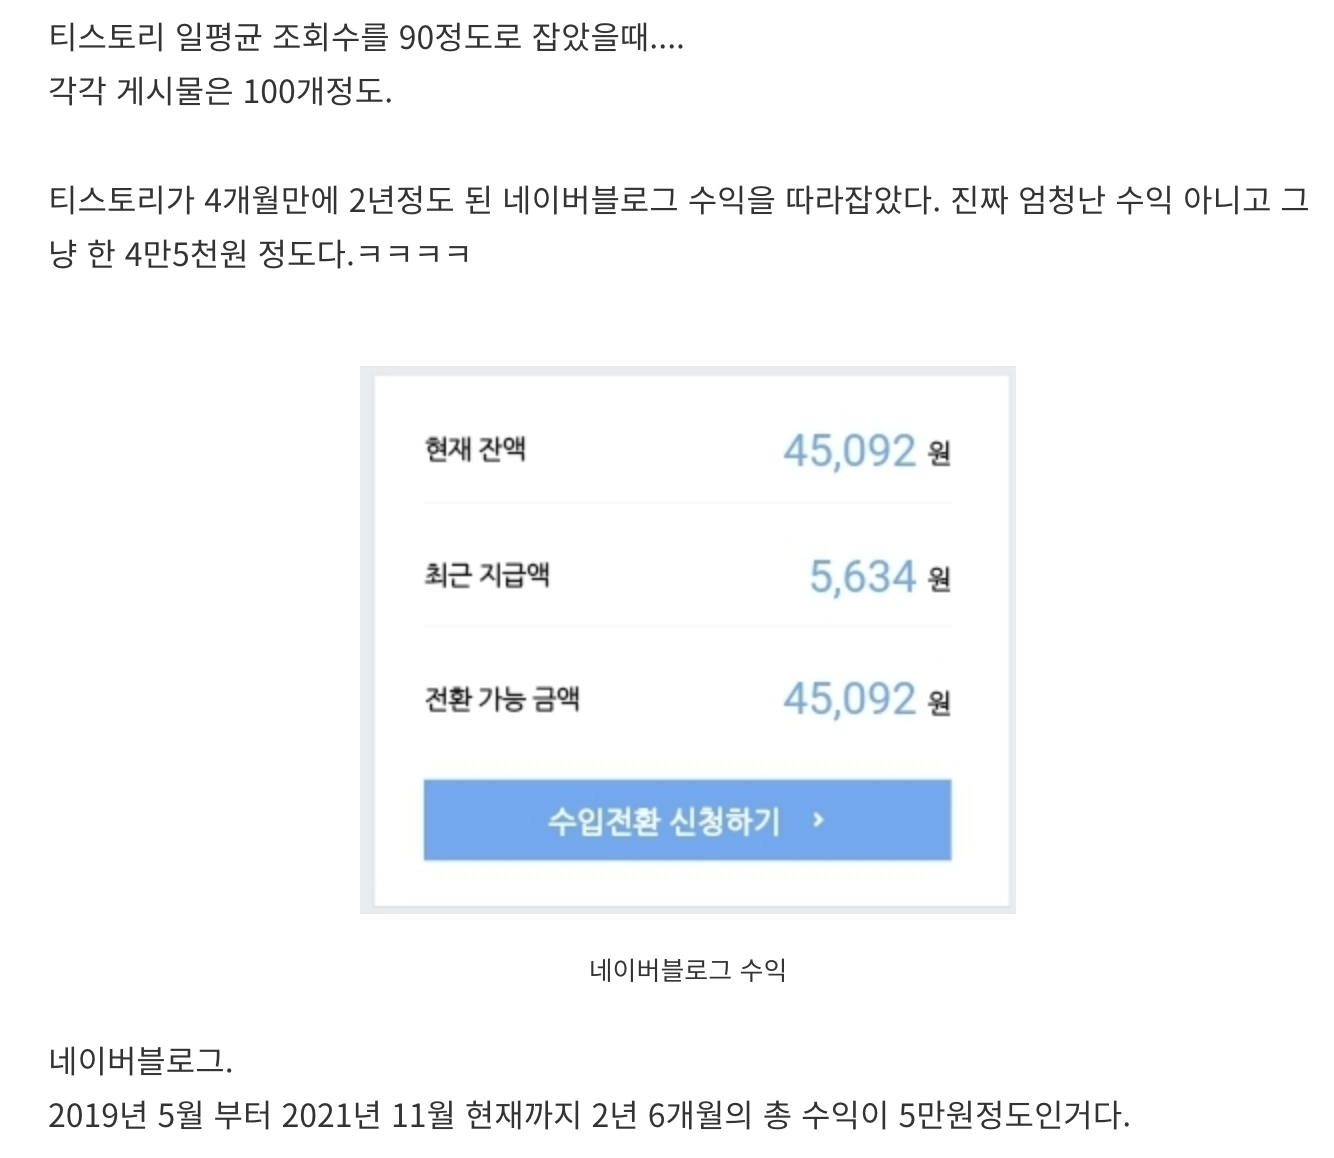 티스토리 일평균 조회수를 90정도로 잡았을때....
각각 게시물은 100개정도.
티스토리가 4개월만에 2년정도 된 네이버블로그 수익을 따라잡았다. 진짜 엄청난 수익 아니고 그
냥 한 4만5천원 정도다.ㅋㅋㅋㅋ
현재 잔액 45,092 원
최근 지급액 5,634 원
전환 가능 금액 45,092 원
수입전환 신청하기 >
네이버블로그 수익
네이버블로그.
2019년 5월 부터 2021년 11월 현재까지 2년 6개월의 총 수익이 5만원정도인거다.